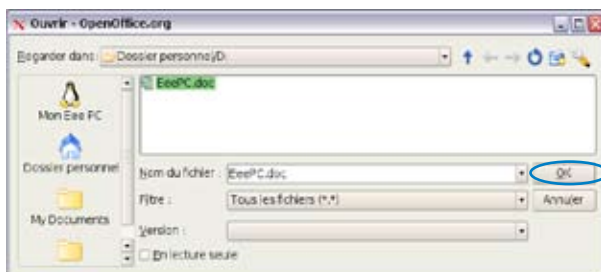 Ouvrir - OpenOffice.org
Regarder dans : Dossier personnel/D
EeePC.doc
Mon Eee PC
Dossier personnel
My Documents
Nom du fichier : EeePC.doc OK
Filtre : Tous les fichiers (*.*) Annuler
Version :
En lecture seule